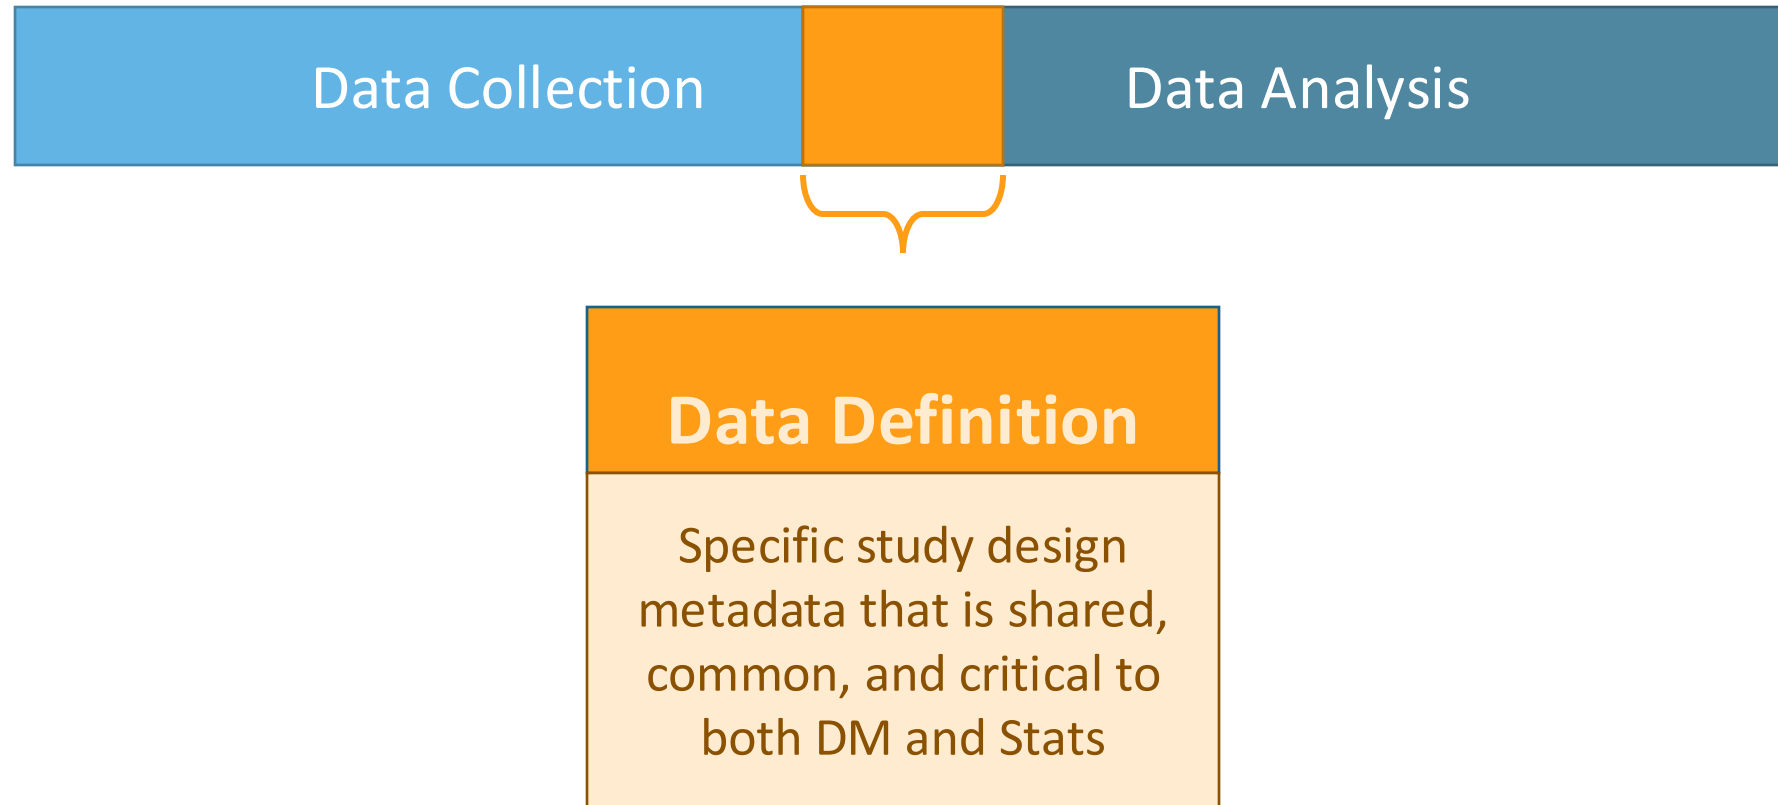 Data Collection
Data Analysis
Data Definition
Specific study design
metadata that is shared,
common, and critical to
both DM and Stats